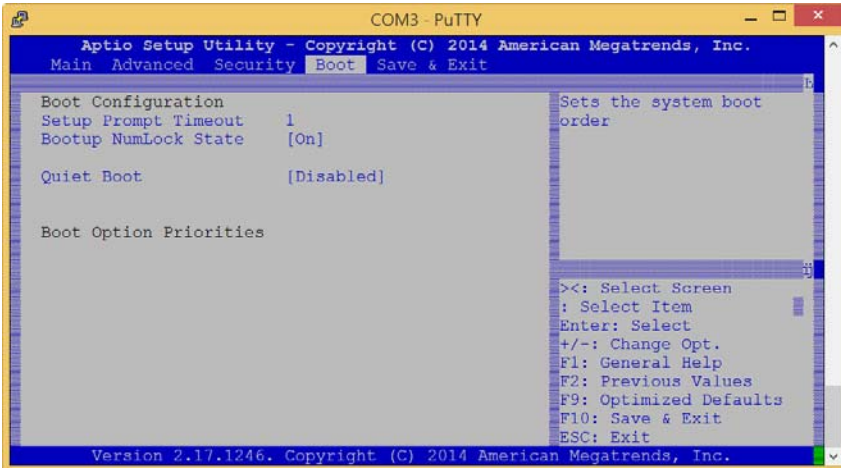 COM3 - PuTTY
Aptio Setup Utility - Copyright (C) 2014 American Megatrends, Inc.
Main Advanced Security Boot Save & Exit
Boot Configuration
Setup Prompt Timeout 1
Bootup NumLock State [On]
Quiet Boot [Disabled]
Boot Option Priorities
Sets the system boot
order
><: Select Screen
: Select Item
Enter: Select
+/-: Change Opt.
F1: General Help
F2: Previous Values
F9: Optimized Defaults
F10: Save & Exit
ESC: Exit
Version 2.17.1246. Copyright (C) 2014 American Megatrends, Inc.